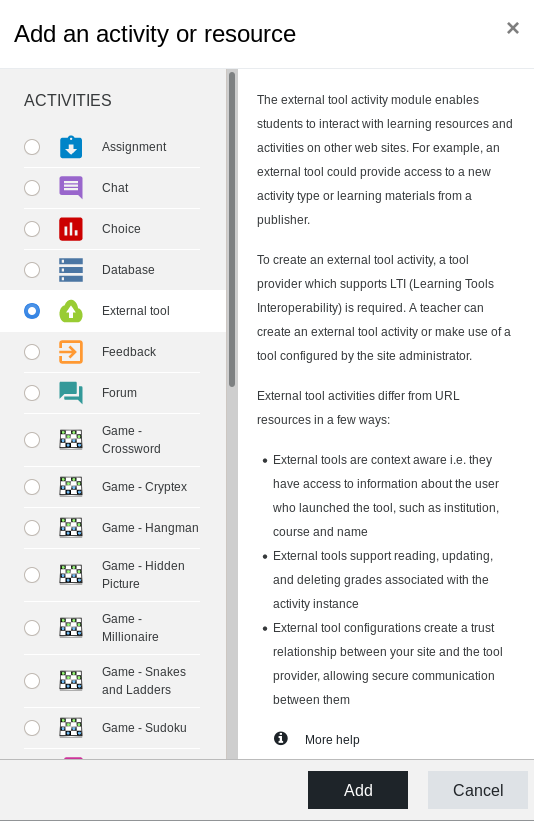 Add an activity or resource
×
ACTIVITIES
Assignment
Chat
Choice
Database
External tool
Feedback
Forum
Game -
Crossword
Game - Cryptex
Game - Hangman
Game - Hidden
Picture
Game -
Millionaire
Game - Snakes
and Ladders
Game - Sudoku
The external tool activity module enables
students to interact with learning resources and
activities on other web sites. For example, an
external tool could provide access to a new
activity type or learning materials from a
publisher.
To create an external tool activity, a tool
provider which supports LTI (Learning Tools
Interoperability) is required. A teacher can
create an external tool activity or make use of a
tool configured by the site administrator.
External tool activities differ from URL
resources in a few ways:
• External tools are context aware i.e. they
have access to information about the user
who launched the tool, such as institution,
course and name
• External tools support reading, updating,
and deleting grades associated with the
activity instance
• External tool configurations create a trust
relationship between your site and the tool
provider, allowing secure communication
between them
More help
Add
Cancel